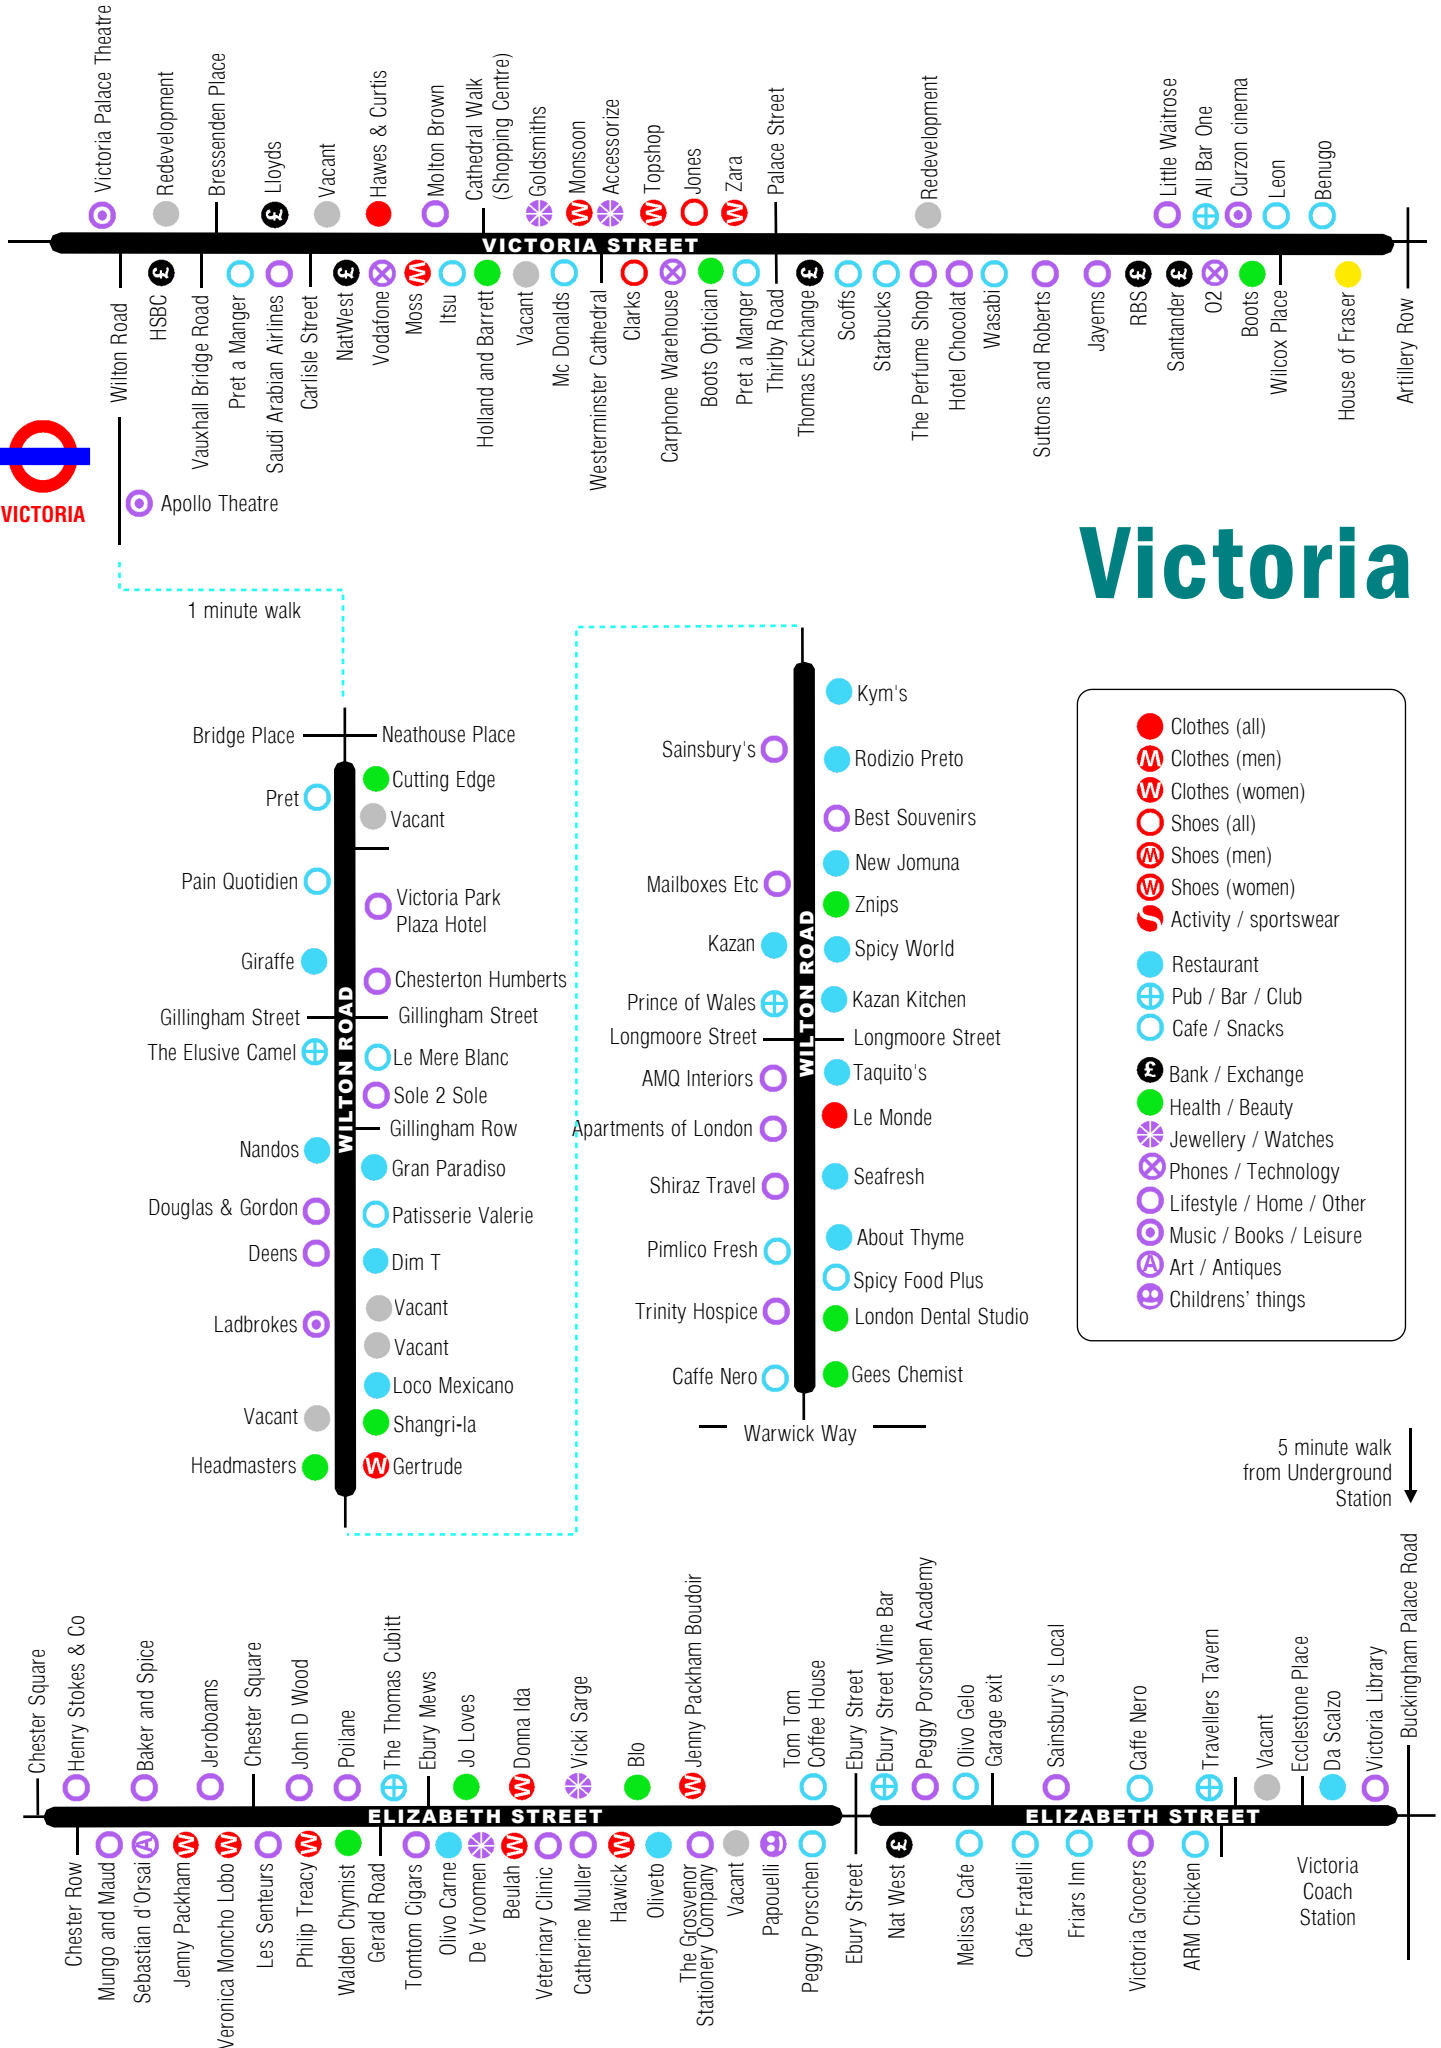 Victoria Palace Theatre
Redevelopment
Bressenden Place
Lloyds
Vacant
Hawes & Curtis
Molton Brown
Cathedral Walk
(Shopping Centre)
Goldsmiths
Monsoon
Accessorize
Topshop
Jones
Zara
Palace Street
Redevelopment
Little Waitrose
All Bar One
Curzon cinema
Leon
Benugo
VICTORIA STREET
Wilton Road
HSBC
Vauxhall Bridge Road
Pret a Manger
Saudi Arabian Airlines
Carlisle Street
NatWest
Vodafone
Moss
Itsu
Holland and Barrett
Vacant
Mc Donalds
Westerminster Cathedral
Clarks
Carphone Warehouse
Boots Optician
Pret a Manger
Thirlby Road
Thomas Exchange
Scoffs
Starbucks
The Perfume Shop
Hotel Chocolat
Wasabi
Suttons and Roberts
Jayems
RBS
Santander
O2
Boots
Wilcox Place
House of Fraser
Artillery Row
VICTORIA
Apollo Theatre
Victoria
1 minute walk
Bridge Place
Neathouse Place
Cutting Edge
Pret
Vacant
Pain Quotidien
Victoria Park
Plaza Hotel
Giraffe
Chesterton Humberts
Gillingham Street
Gillingham Street
The Elusive Camel
Le Mere Blanc
Sole 2 Sole
WILTON ROAD
Gillingham Row
Nandos
Gran Paradiso
Douglas & Gordon
Patisserie Valerie
Deens
Dim T
Vacant
Ladbrokes
Vacant
Loco Mexicano
Vacant
Shangri-la
Headmasters
Gertrude
Kym's
Sainsbury's
Rodizio Preto
Best Souvenirs
New Jomuna
Mailboxes Etc
Znips
Kazan
Spicy World
WILTON ROAD
Prince of Wales
Kazan Kitchen
Longmoore Street
Longmoore Street
AMQ Interiors
Taquito's
Le Monde
Apartments of London
Shiraz Travel
Seafresh
Pimlico Fresh
About Thyme
Spicy Food Plus
Trinity Hospice
London Dental Studio
Caffe Nero
Gees Chemist
Warwick Way
Clothes (all)
M Clothes (men)
W Clothes (women)
Shoes (all)
M Shoes (men)
W Shoes (women)
Activity / sportswear
Restaurant
Pub / Bar / Club
Cafe / Snacks
£ Bank / Exchange
Health / Beauty
Jewellery / Watches
Phones / Technology
Lifestyle / Home / Other
Music / Books / Leisure
A Art / Antiques
Childrens' things
5 minute walk
from Underground
Station
Chester Square
Henry Stokes & Co
Baker and Spice
Jeroboams
Chester Square
John D Wood
Poilane
The Thomas Cubitt
Ebury Mews
Jo Loves
Donna Ida
Vicki Sarge
Blo
Jenny Packham Boudoir
Tom Tom
Coffee House
Ebury Street
Ebury Street Wine Bar
Peggy Porschen Academy
Olivo Gelo
Garage exit
Sainsbury's Local
Caffe Nero
Travellers Tavern
Vacant
Ecclestone Place
Da Scalzo
Victoria Library
Buckingham Palace Road
ELIZABETH STREET
ELIZABETH STREET
Chester Row
Mungo and Maud
Sebastian d'Orsai
Jenny Packham
Veronica Moncho Lobo
Les Senteurs
Philip Treacy
Walden Chymist
Gerald Road
Tomtom Cigars
Olivo Carne
De Vroomen
Beulah
Veterinary Clinic
Catherine Muller
Hawick
Oliveto
The Grosvenor
Stationery Company
Vacant
Papouelli
Peggy Porschen
Ebury Street
Nat West
Melissa Cafe
Cafe Fratelli
Friars Inn
Victoria Grocers
ARM Chicken
Victoria
Coach
Station